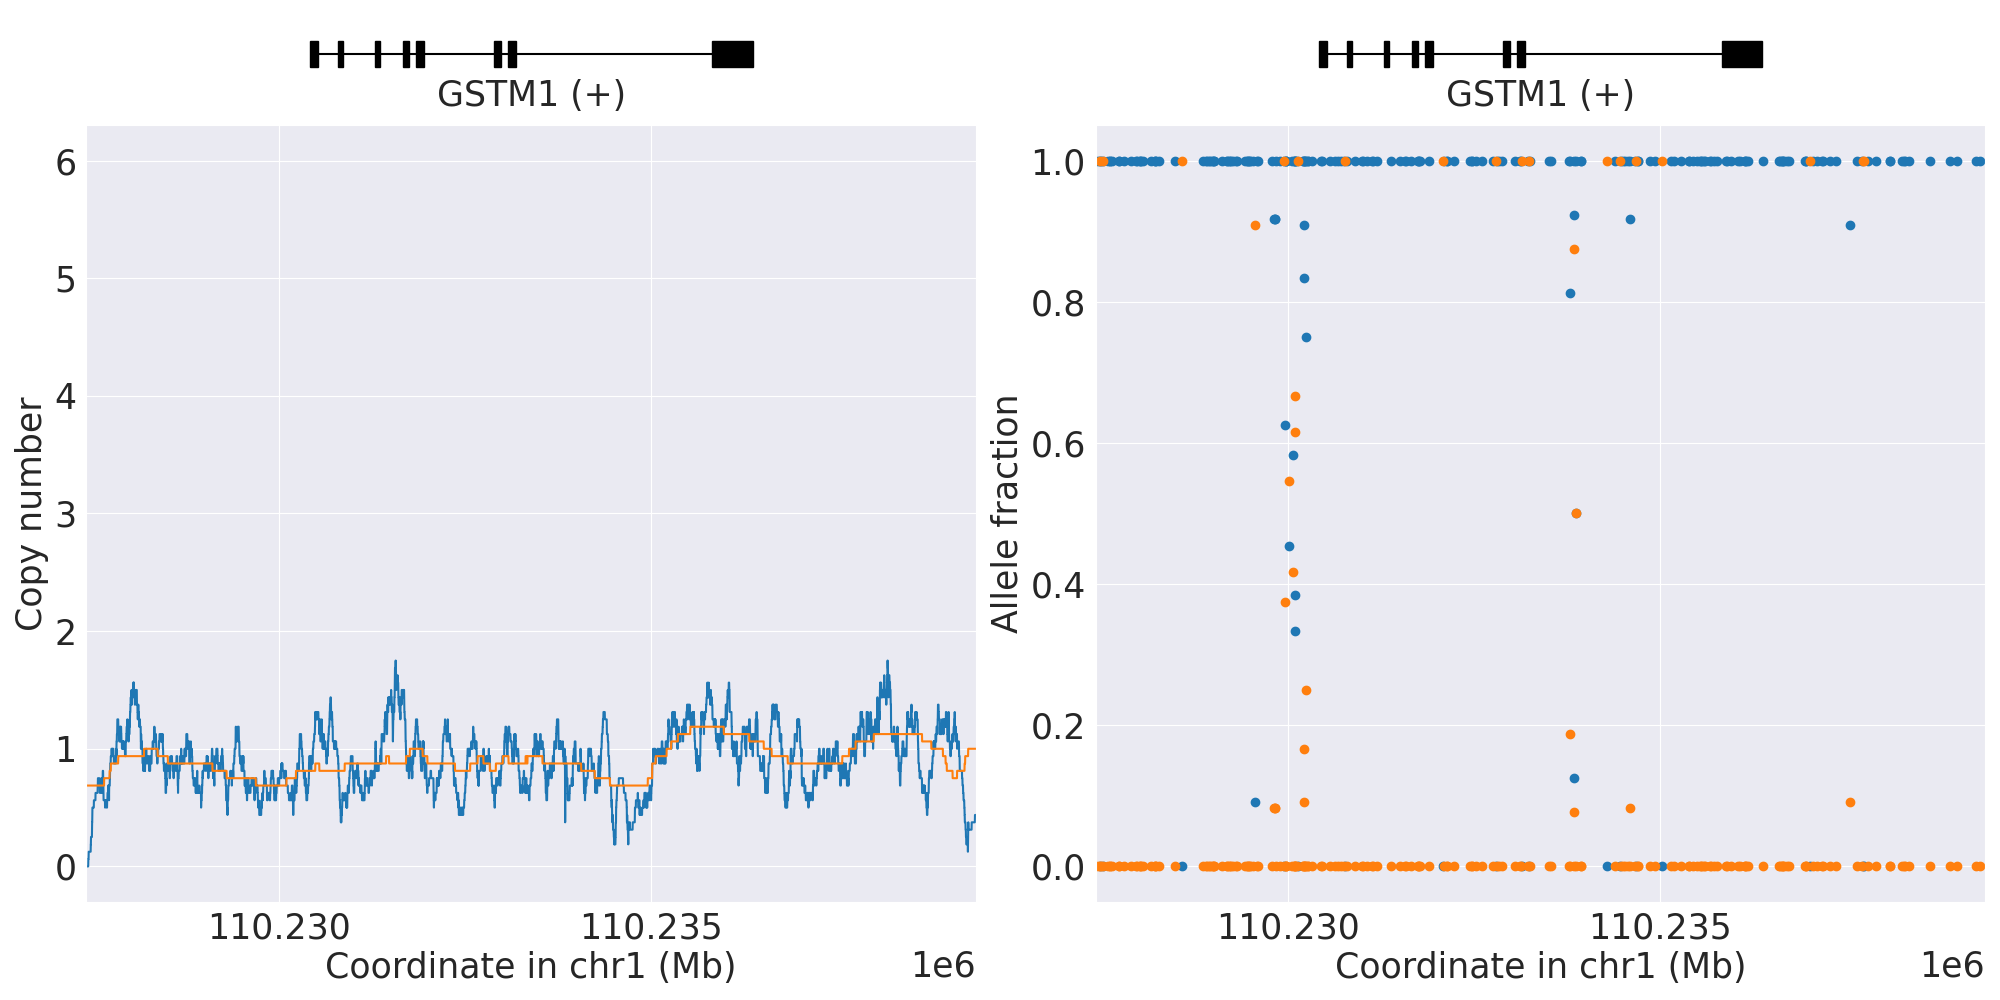 GSTM1 (+)
6
5
4
3
2
1
0
Copy number
110.230
110.235
Coordinate in chr1 (Mb)
1e6
GSTM1 (+)
1.0
0.8
0.6
0.4
0.2
0.0
Allele fraction
110.230
110.235
Coordinate in chr1 (Mb)
1e6